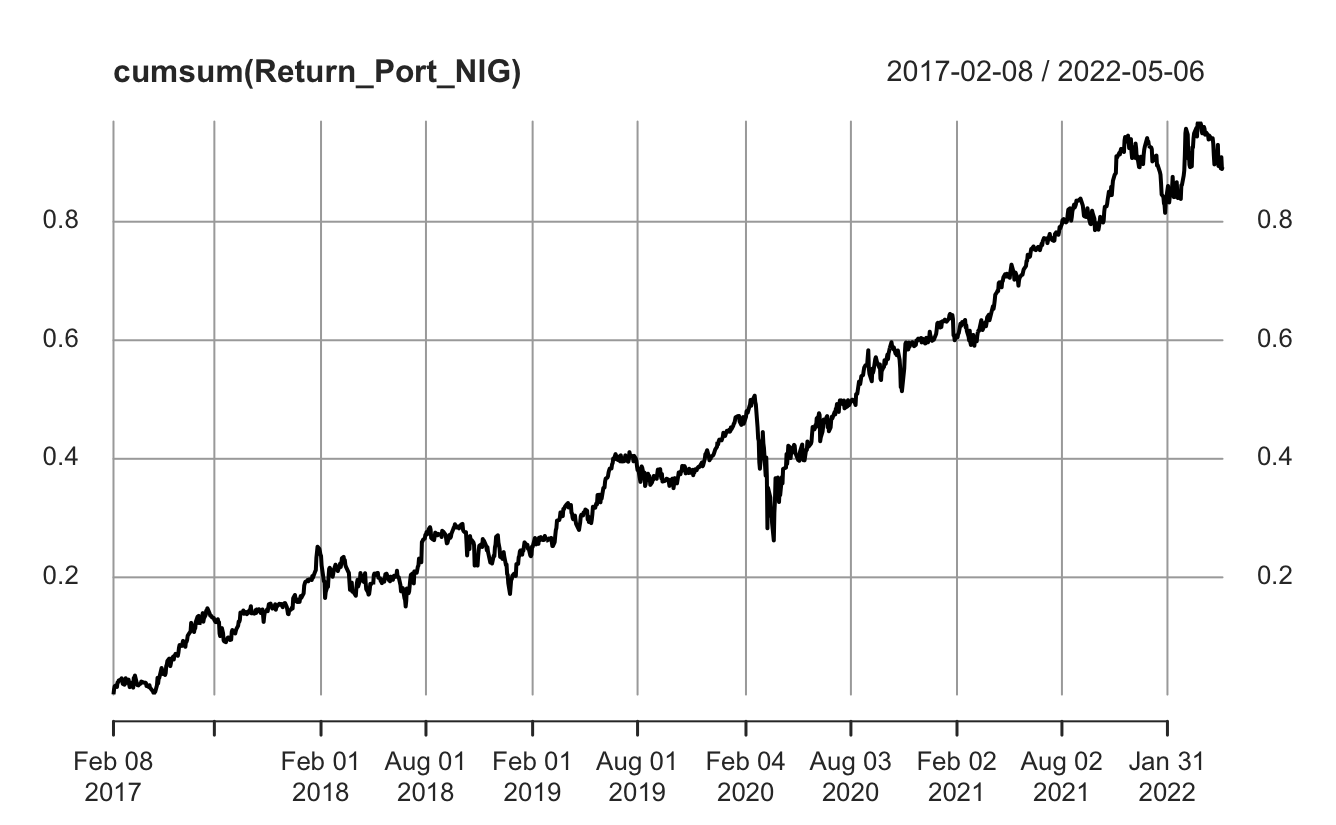 cumsum(Return_Port_NIG) 2017-02-08 / 2022-05-06
0.8 0.8
0.6 0.6
0.4 0.4
0.2 0.2
Feb 08 Feb 01 Aug 01 Feb 01 Aug 01 Feb 04 Aug 03 Feb 02 Aug 02 Jan 31
2017 2018 2018 2019 2019 2020 2020 2021 2021 2022